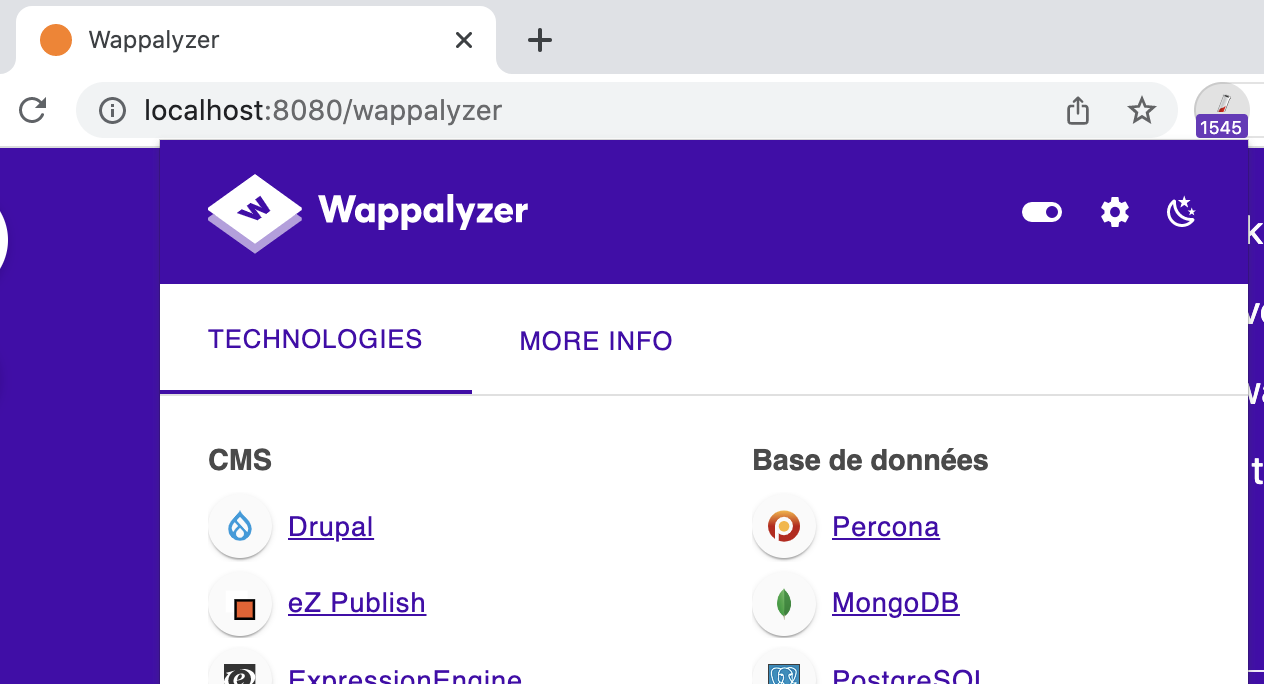 Wappalyzer
localhost:8080/wappalyzer
1545
Wappalyzer
TECHNOLOGIES
MORE INFO
CMS
Base de données
Drupal
Percona
eZ Publish
MongoDB
ExpressionEngine
PostgreSQL